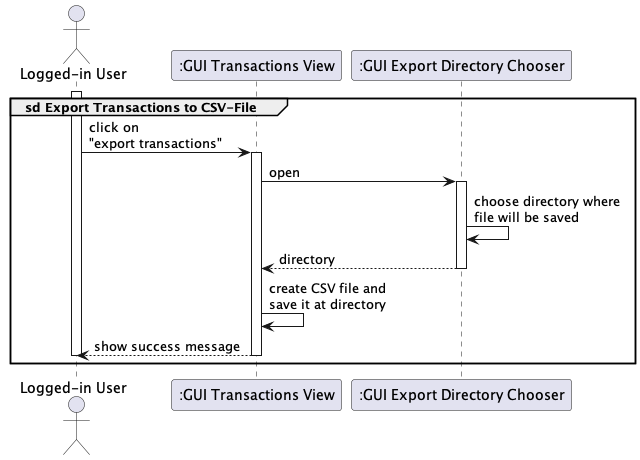 Logged-in User
:GUI Transactions View
:GUI Export Directory Chooser
sd Export Transactions to CSV-File
click on
"export transactions"
open
choose directory where
file will be saved
directory
create CSV file and
save it at directory
show success message
Logged-in User
:GUI Transactions View
:GUI Export Directory Chooser